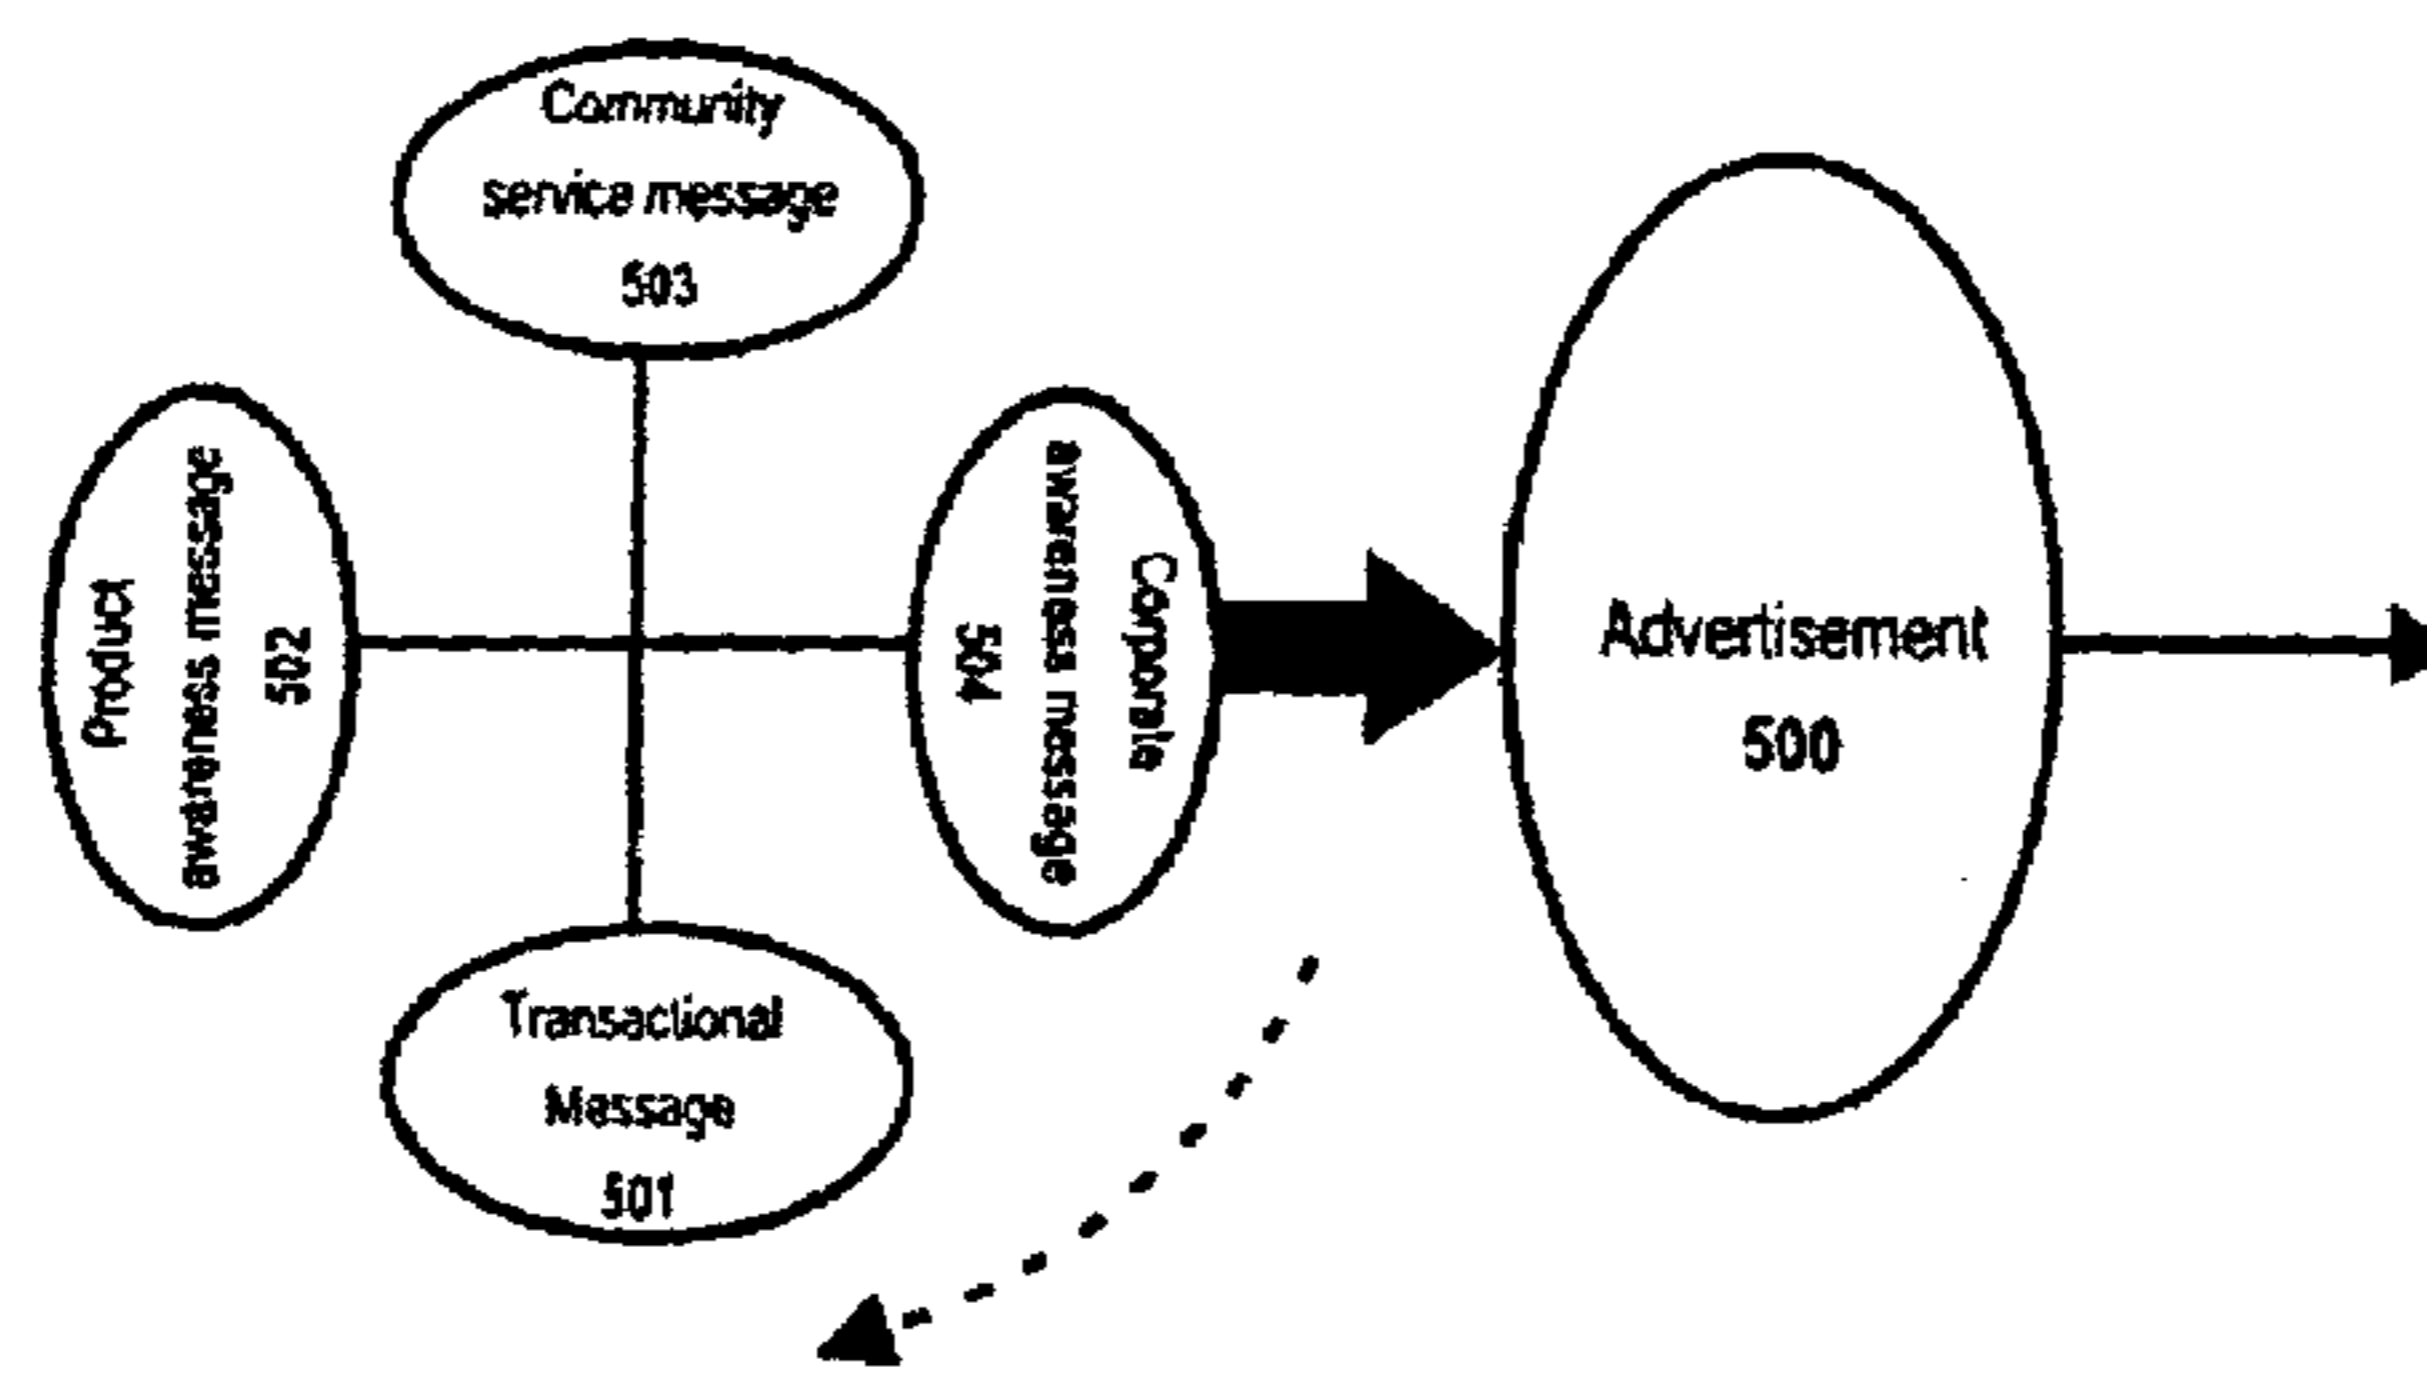 Community
service message
503
Product
awareness message
502
Corporate
awareness message
504
Advertisement
500
Transactional
Message
501